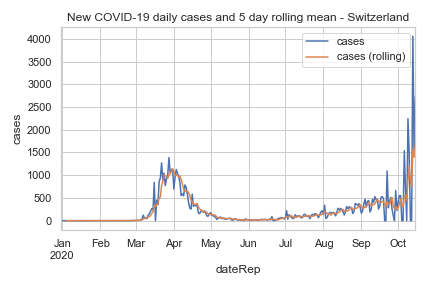 New COVID-19 daily cases and 5 day rolling mean - Switzerland
cases
cases (rolling)
4000
3500
3000
2500
2000
1500
1000
500
0
cases
Jan Feb Mar Apr May Jun Jul Aug Sep Oct
2020
dateRep